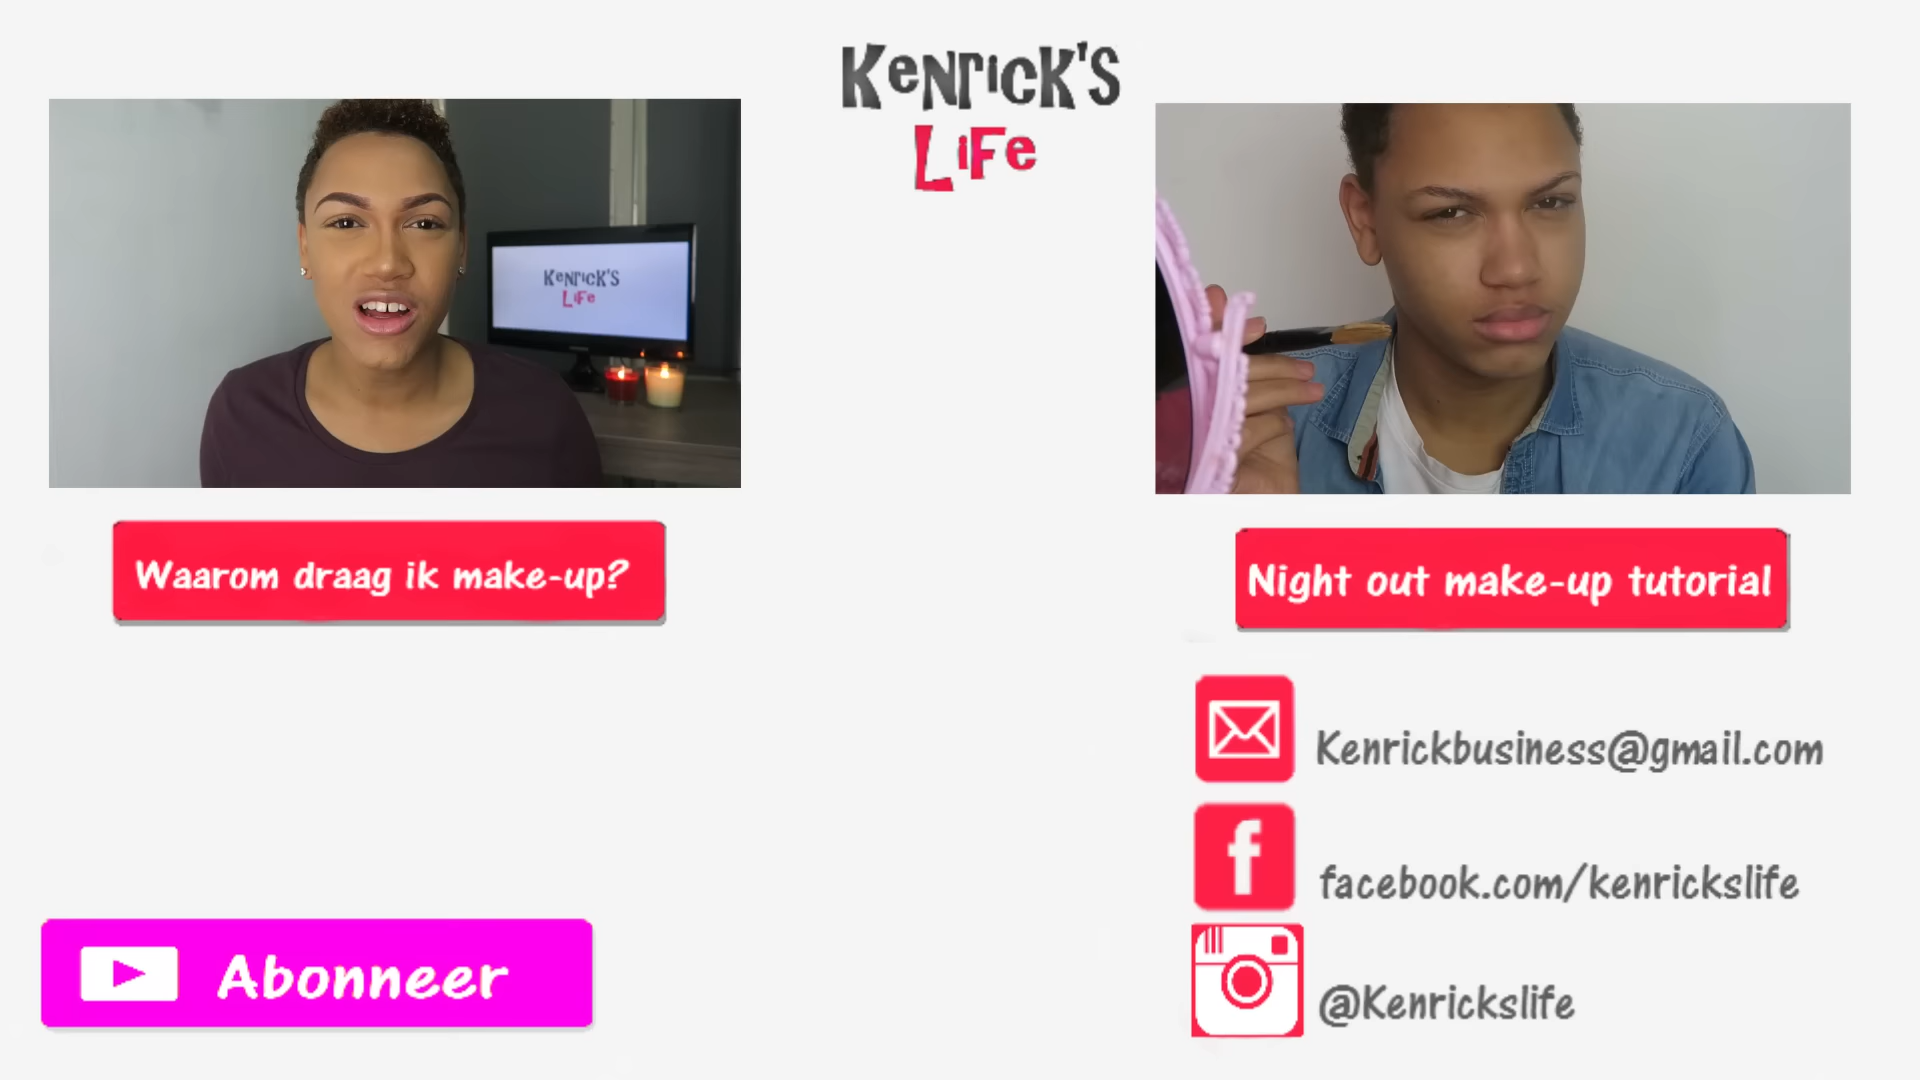 KeNricK'S
LiFe
KeNricK'S
LiFe
Waarom draag ik make-up?
Night out make-up tutorial
Kenrickbusiness@gmail.com
facebook.com/kenrickslife
@Kenrickslife
Abonneer